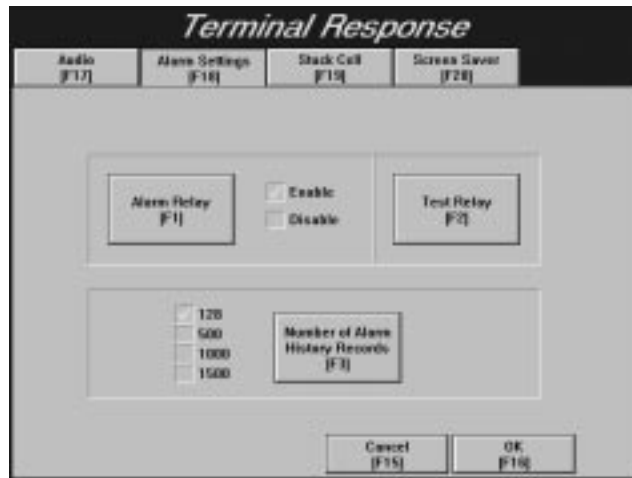 Terminal Response
Audio
[F17]
Alarm Settings
[F18]
Stuck Cell
[F19]
Screen Saver
[F20]
Alarm Relay
[F1]
Enable
Disable
Test Relay
[F2]
128
500
1000
1500
Number of Alarm
History Records
[F3]
Cancel
[F15]
OK
[F16]